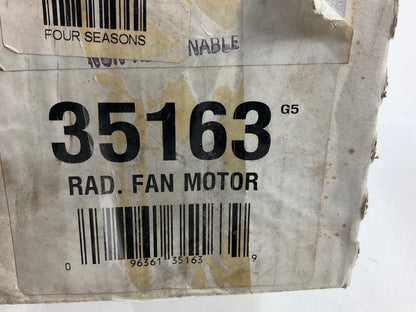 FOUR SEASONS
NABLE
35163 G5
RAD. FAN MOTOR
0 96361 35163 9